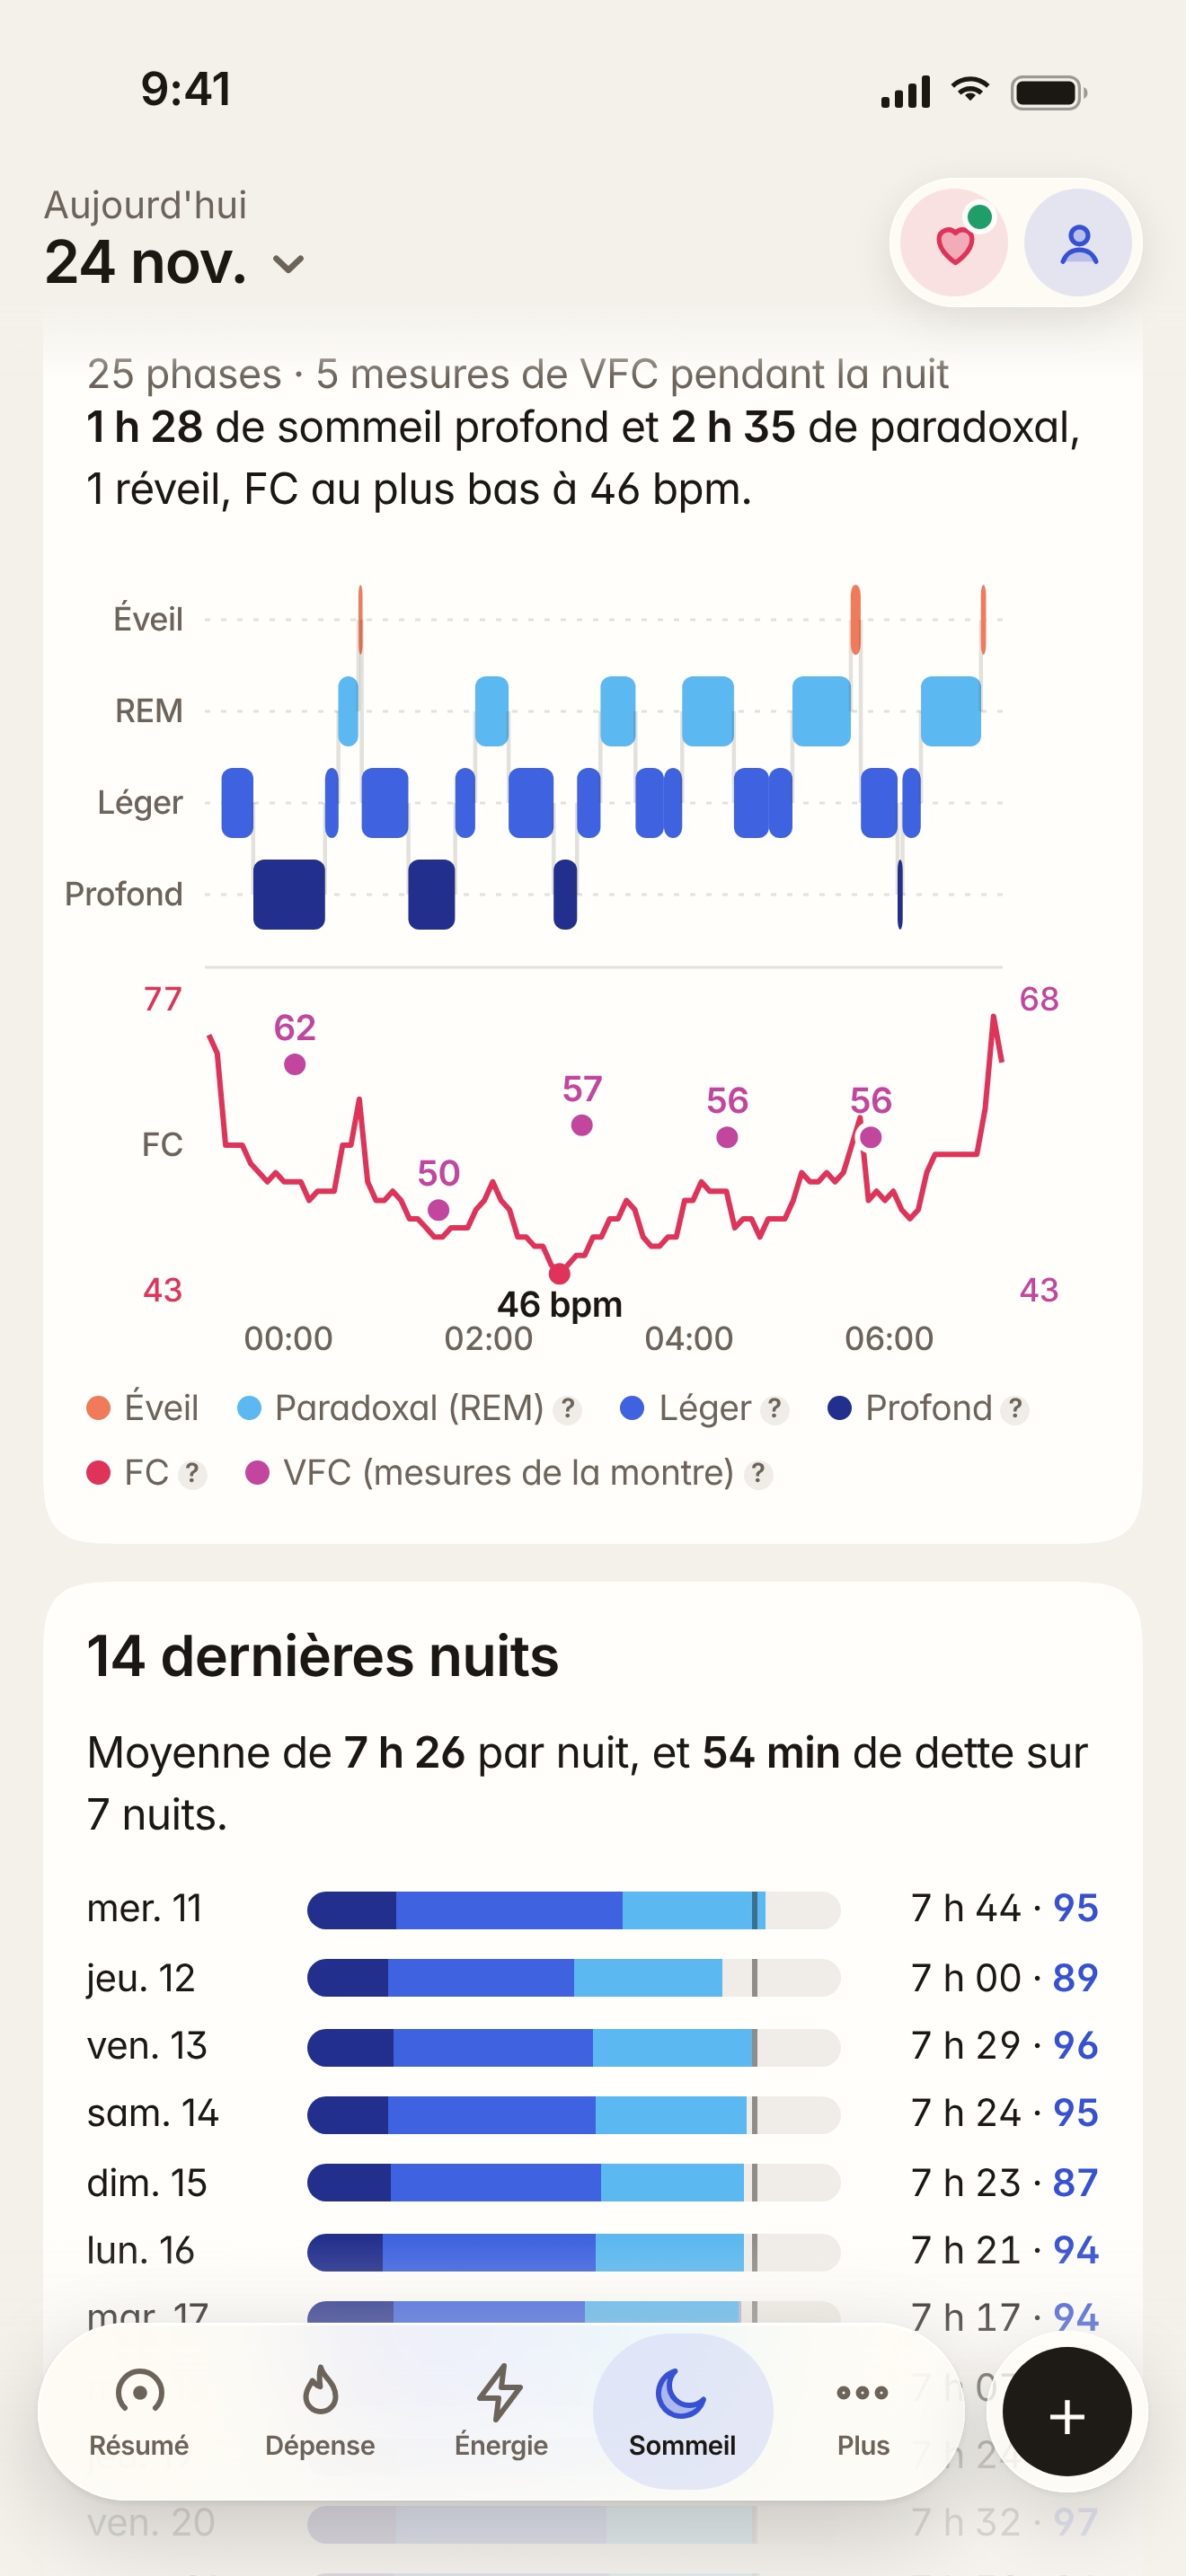 9:41
Aujourd'hui
24 nov.
25 phases · 5 mesures de VFC pendant la nuit
1 h 28 de sommeil profond et 2 h 35 de paradoxal,
1 réveil, FC au plus bas à 46 bpm.
Éveil
REM
Léger
Profond
77
68
62
57
56
56
FC
50
43
43
46 bpm
00:00
02:00
04:00
06:00
Éveil
Paradoxal (REM) ?
Léger ?
Profond ?
FC ?
VFC (mesures de la montre) ?
14 dernières nuits
Moyenne de 7 h 26 par nuit, et 54 min de dette sur
7 nuits.
mer. 11 7 h 44 · 95
jeu. 12 7 h 00 · 89
ven. 13 7 h 29 · 96
sam. 14 7 h 24 · 95
dim. 15 7 h 23 · 87
lun. 16 7 h 21 · 94
mar. 17 7 h 17 · 94
Résumé
Dépense
Énergie
Sommeil
Plus
+
ven. 20 7 h 32 · 97